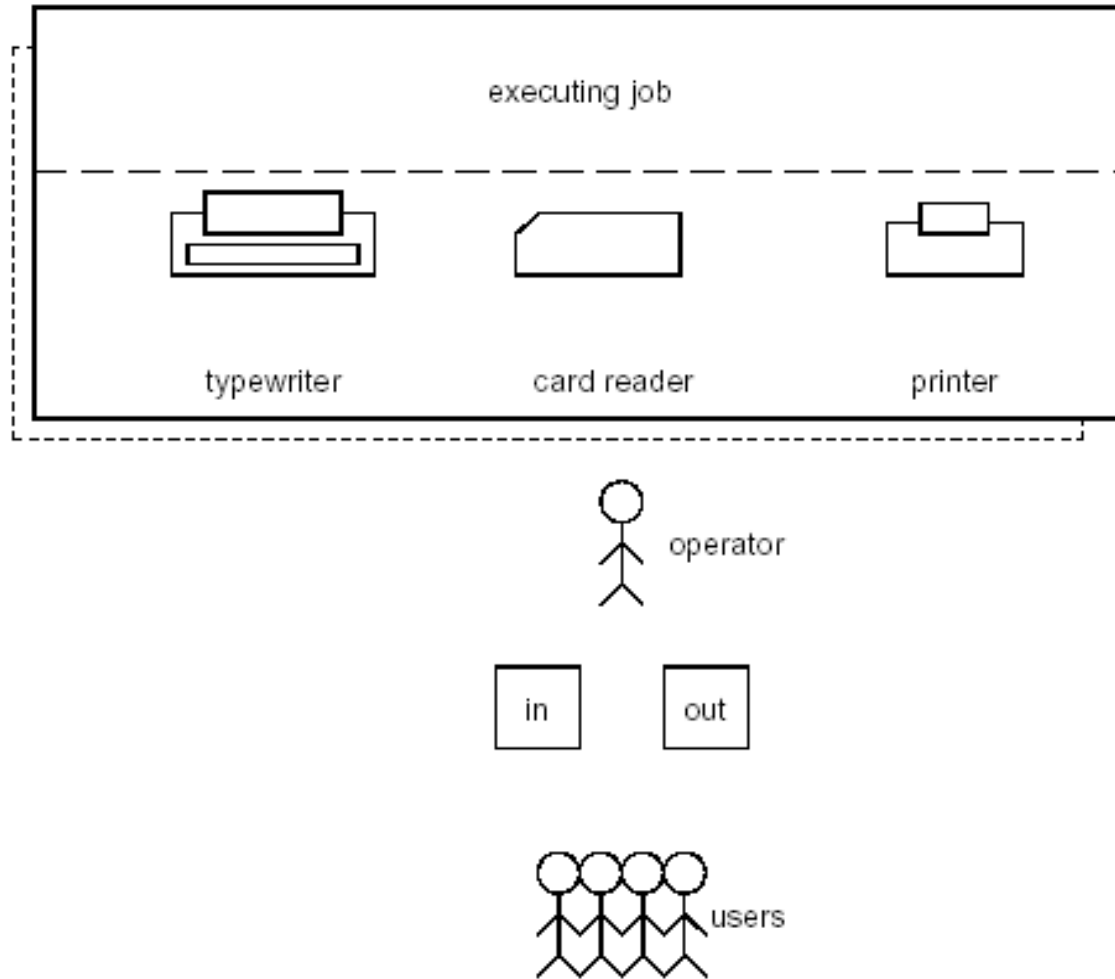 executing job
typewriter card reader printer
operator
in out
users